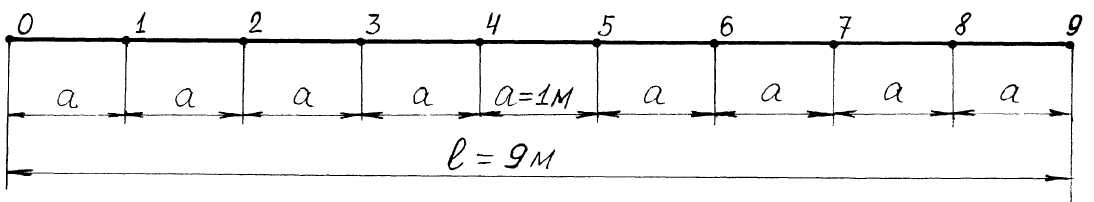 0 1 2 3 4 5 6 7 8 9
a a a a a=1м a a a a
l = 9м